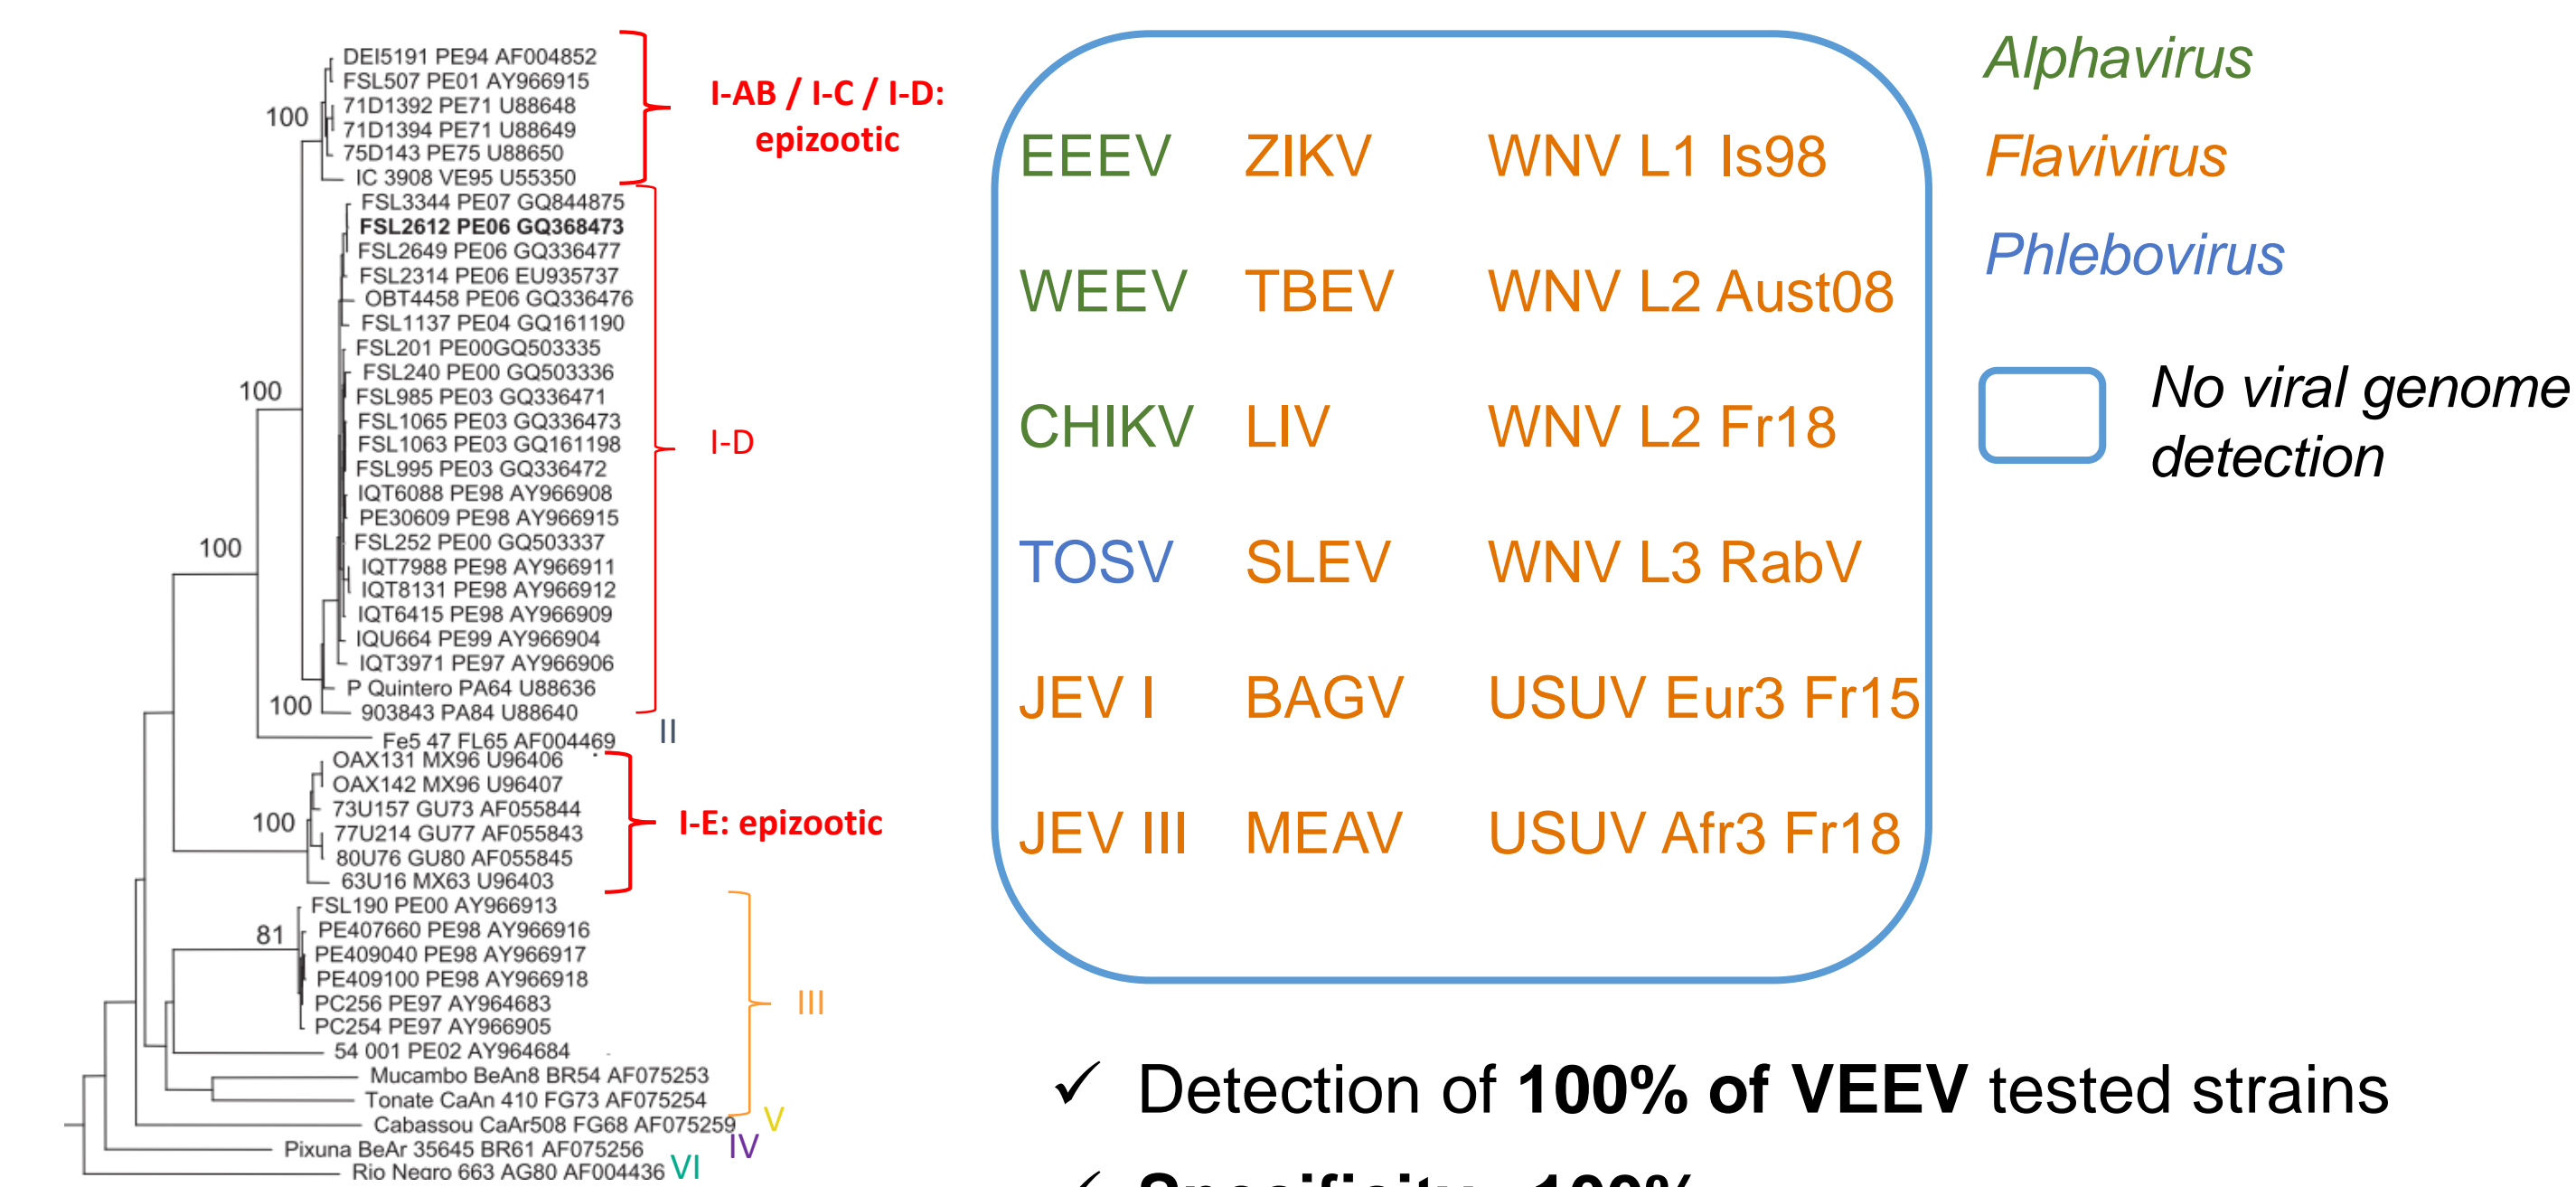 DEI5191 PE94 AF004852
FSL507 PE01 AY966915
71D1392 PE71 U88648
71D1394 PE71 U88649
75D143 PE75 U88650
IC 3908 VE95 U55350
100
I-AB / I-C / I-D:
epizootic
FSL3344 PE07 GQ844875
FSL2612 PE06 GQ368473
FSL2649 PE06 GQ336477
FSL2314 PE06 EU935737
OBT4458 PE06 GQ336476
FSL1137 PE04 GQ161190
FSL201 PE00GQ503335
FSL240 PE00 GQ503336
FSL985 PE03 GQ336471
FSL1065 PE03 GQ336473
FSL1063 PE03 GQ161198
FSL995 PE03 GQ336472
IQT6088 PE98 AY966908
PE30609 PE98 AY966915
FSL252 PE00 GQ503337
IQT7988 PE98 AY966911
IQT8131 PE98 AY966912
IQT6415 PE98 AY966909
IQU664 PE99 AY966904
IQT3971 PE97 AY966906
P Quintero PA64 U88636
903843 PA84 U88640
100
100
100
I-D
Fe5 47 FL65 AF004469
II
OAX131 MX96 U96406
OAX142 MX96 U96407
73U157 GU73 AF055844
77U214 GU77 AF055843
80U76 GU80 AF055845
63U16 MX63 U96403
100
I-E: epizootic
FSL190 PE00 AY966913
PE407660 PE98 AY966916
PE409040 PE98 AY966917
PE409100 PE98 AY966918
PC256 PE97 AY964683
PC254 PE97 AY966905
81
54 001 PE02 AY964684
Mucambo BeAn8 BR54 AF075253
Tonate CaAn 410 FG73 AF075254
III
Cabassou CaAr508 FG68 AF075259
V
Pixuna BeAr 35645 BR61 AF075256
IV
Rio Negro 663 AG80 AF004436
VI
EEEV ZIKV WNV L1 Is98
WEEV TBEV WNV L2 Aust08
CHIKV LIV WNV L2 Fr18
TOSV SLEV WNV L3 RabV
JEV I BAGV USUV Eur3 Fr15
JEV III MEAV USUV Afr3 Fr18
Alphavirus
Flavivirus
Phlebovirus
No viral genome
detection
✓ Detection of 100% of VEEV tested strains
✓ Specificity 100%